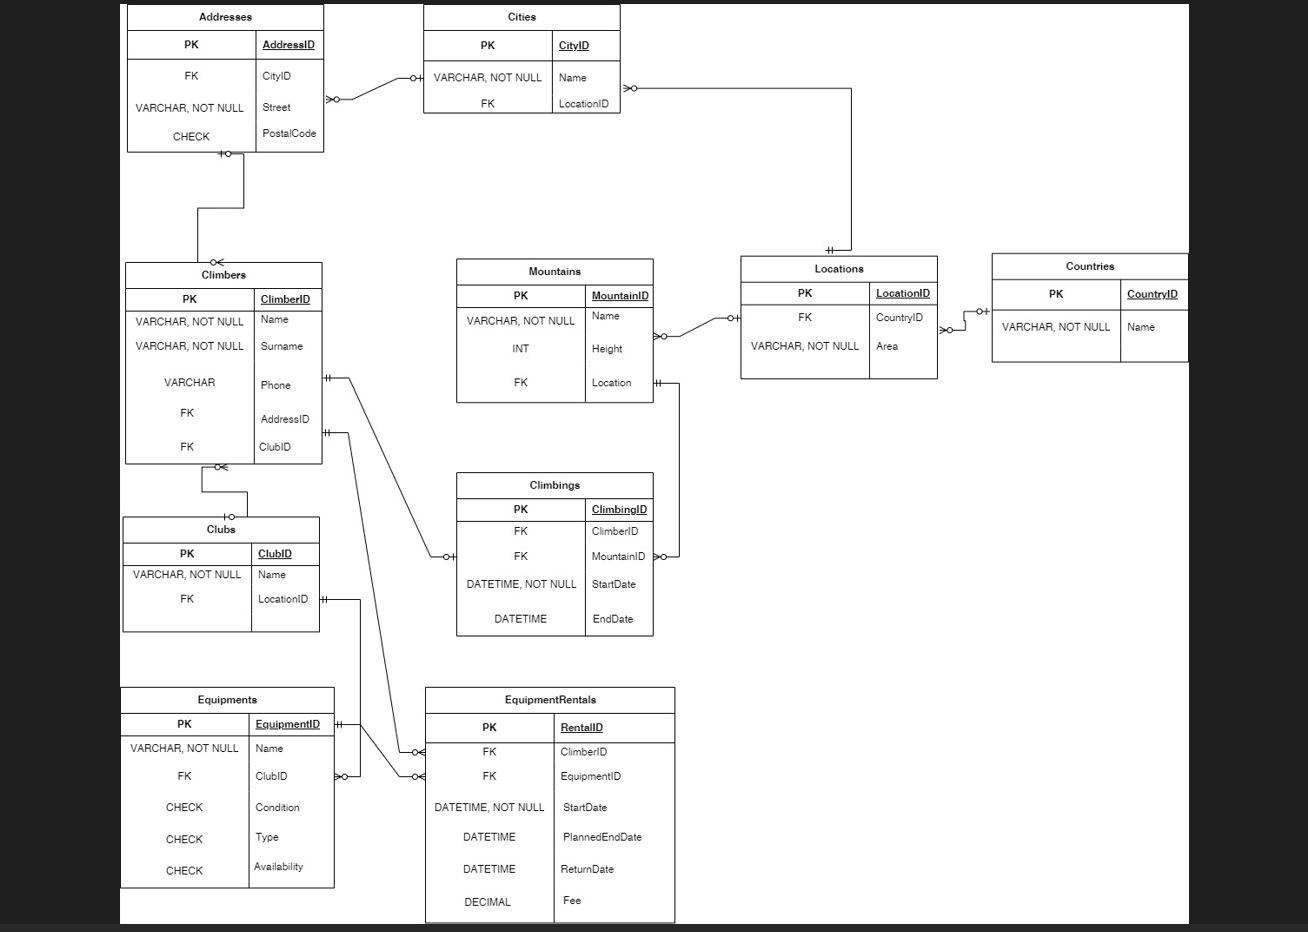 Addresses
PK AddressID
FK CityID
VARCHAR, NOT NULL Street
CHECK PostalCode
Cities
PK CityID
VARCHAR, NOT NULL Name
FK LocationID
Climbers
PK ClimberID
VARCHAR, NOT NULL Name
VARCHAR, NOT NULL Surname
VARCHAR Phone
FK AddressID
FK ClubID
Mountains
PK MountainID
VARCHAR, NOT NULL Name
INT Height
FK Location
Locations
PK LocationID
FK CountryID
VARCHAR, NOT NULL Area
Countries
PK CountryID
VARCHAR, NOT NULL Name
Climbings
PK ClimbingID
FK ClimberID
FK MountainID
DATETIME, NOT NULL StartDate
DATETIME EndDate
Clubs
PK ClubID
VARCHAR, NOT NULL Name
FK LocationID
Equipments
PK EquipmentID
VARCHAR, NOT NULL Name
FK ClubID
CHECK Condition
CHECK Type
CHECK Availability
EquipmentRentals
PK RentalID
FK ClimberID
FK EquipmentID
DATETIME, NOT NULL StartDate
DATETIME PlannedEndDate
DATETIME ReturnDate
DECIMAL Fee